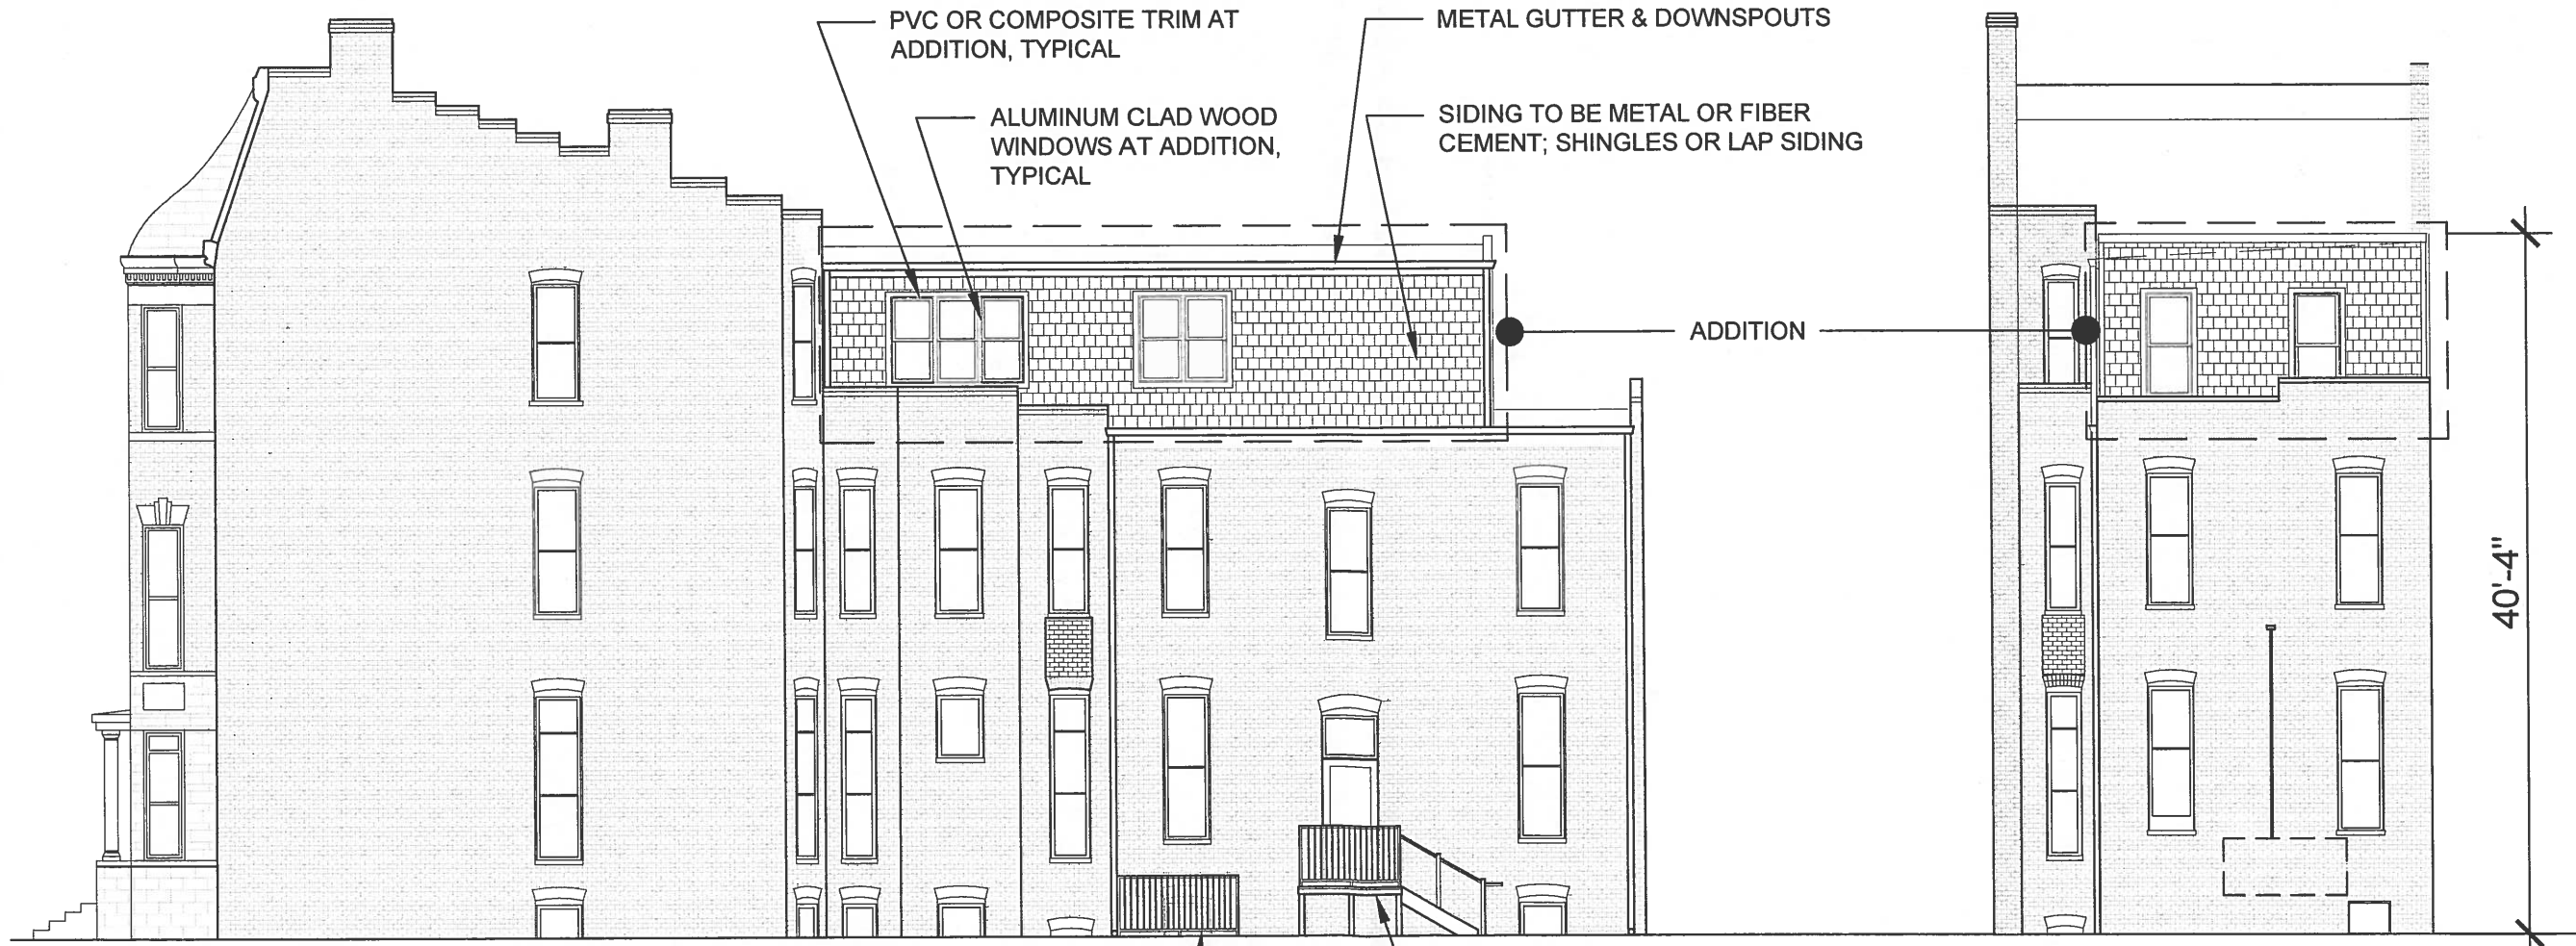 PVC OR COMPOSITE TRIM AT
ADDITION, TYPICAL
METAL GUTTER & DOWNSPOUTS
ALUMINUM CLAD WOOD
WINDOWS AT ADDITION,
TYPICAL
SIDING TO BE METAL OR FIBER
CEMENT; SHINGLES OR LAP SIDING
ADDITION
40'-4"